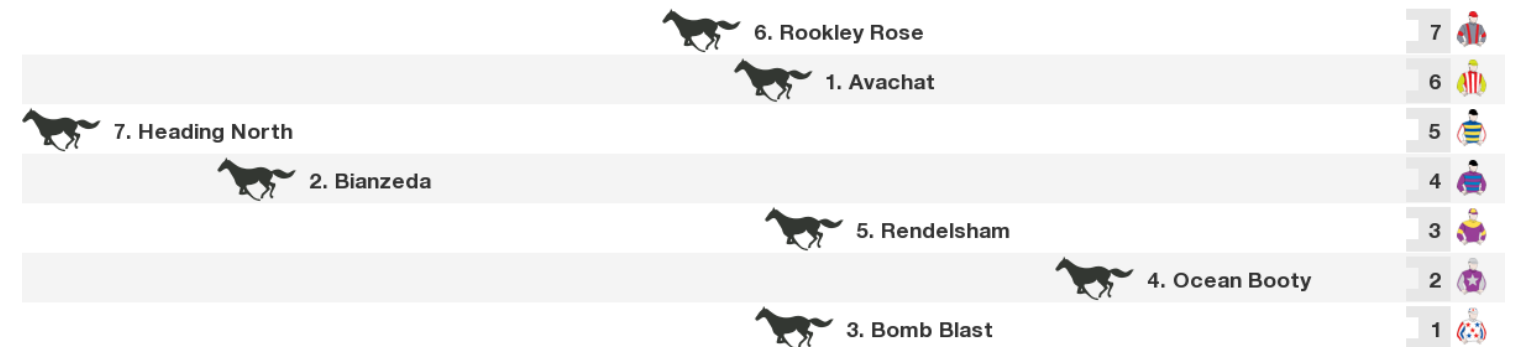 6. Rookley Rose 7
1. Avachat 6
7. Heading North 5
2. Bianzeda 4
5. Rendelsham 3
4. Ocean Booty 2
3. Bomb Blast 1